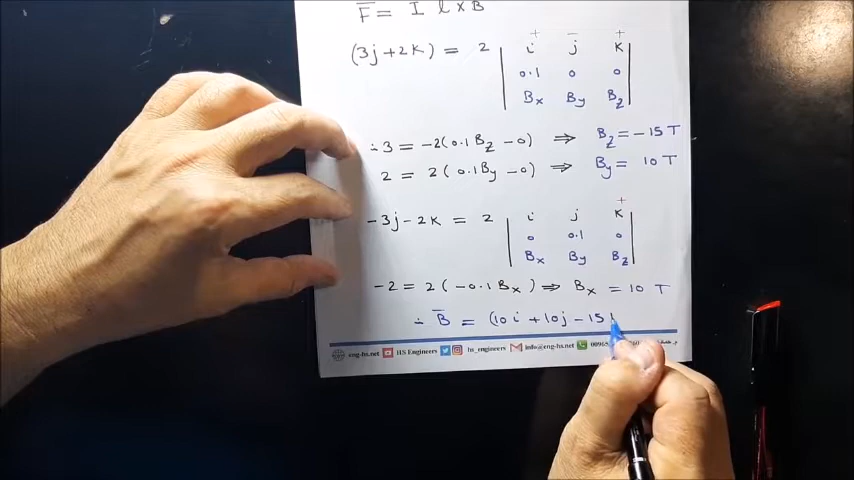 F̅ = I l × B
(3j + 2k) = 2 | i j k |
+ − +
0.1 0 0
Bx By Bz
∴ 3 = -2(0.1 Bz - 0) ⟹ Bz = -15 T
2 = 2(0.1 By - 0) ⟹ By = 10 T
+
-3j - 2k = 2 | i j k |
0 0.1 0
Bx By Bz
-2 = 2(-0.1 Bx) ⟹ Bx = 10 T
∴ B̅ = (10 i + 10j - 15
eng-hs.net HS Engineers eng_hs info@eng-hs.net